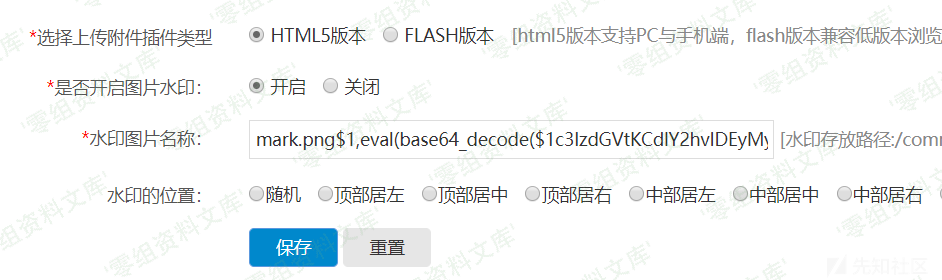 *选择上传附件插件类型 HTML5版本 FLASH版本 [html5版本支持PC与手机端，flash版本兼容低版本浏览
*是否开启图片水印： 开启 关闭
*水印图片名称： mark.png$1,eval(base64_decode($1c3lzdGVtKCdlY2hvIDEyMy [水印存放路径:/comm
水印的位置： 随机 顶部居左 顶部居中 顶部居右 中部居左 中部居中 中部居右
保存 重置
'零组资料文库'
先知社区